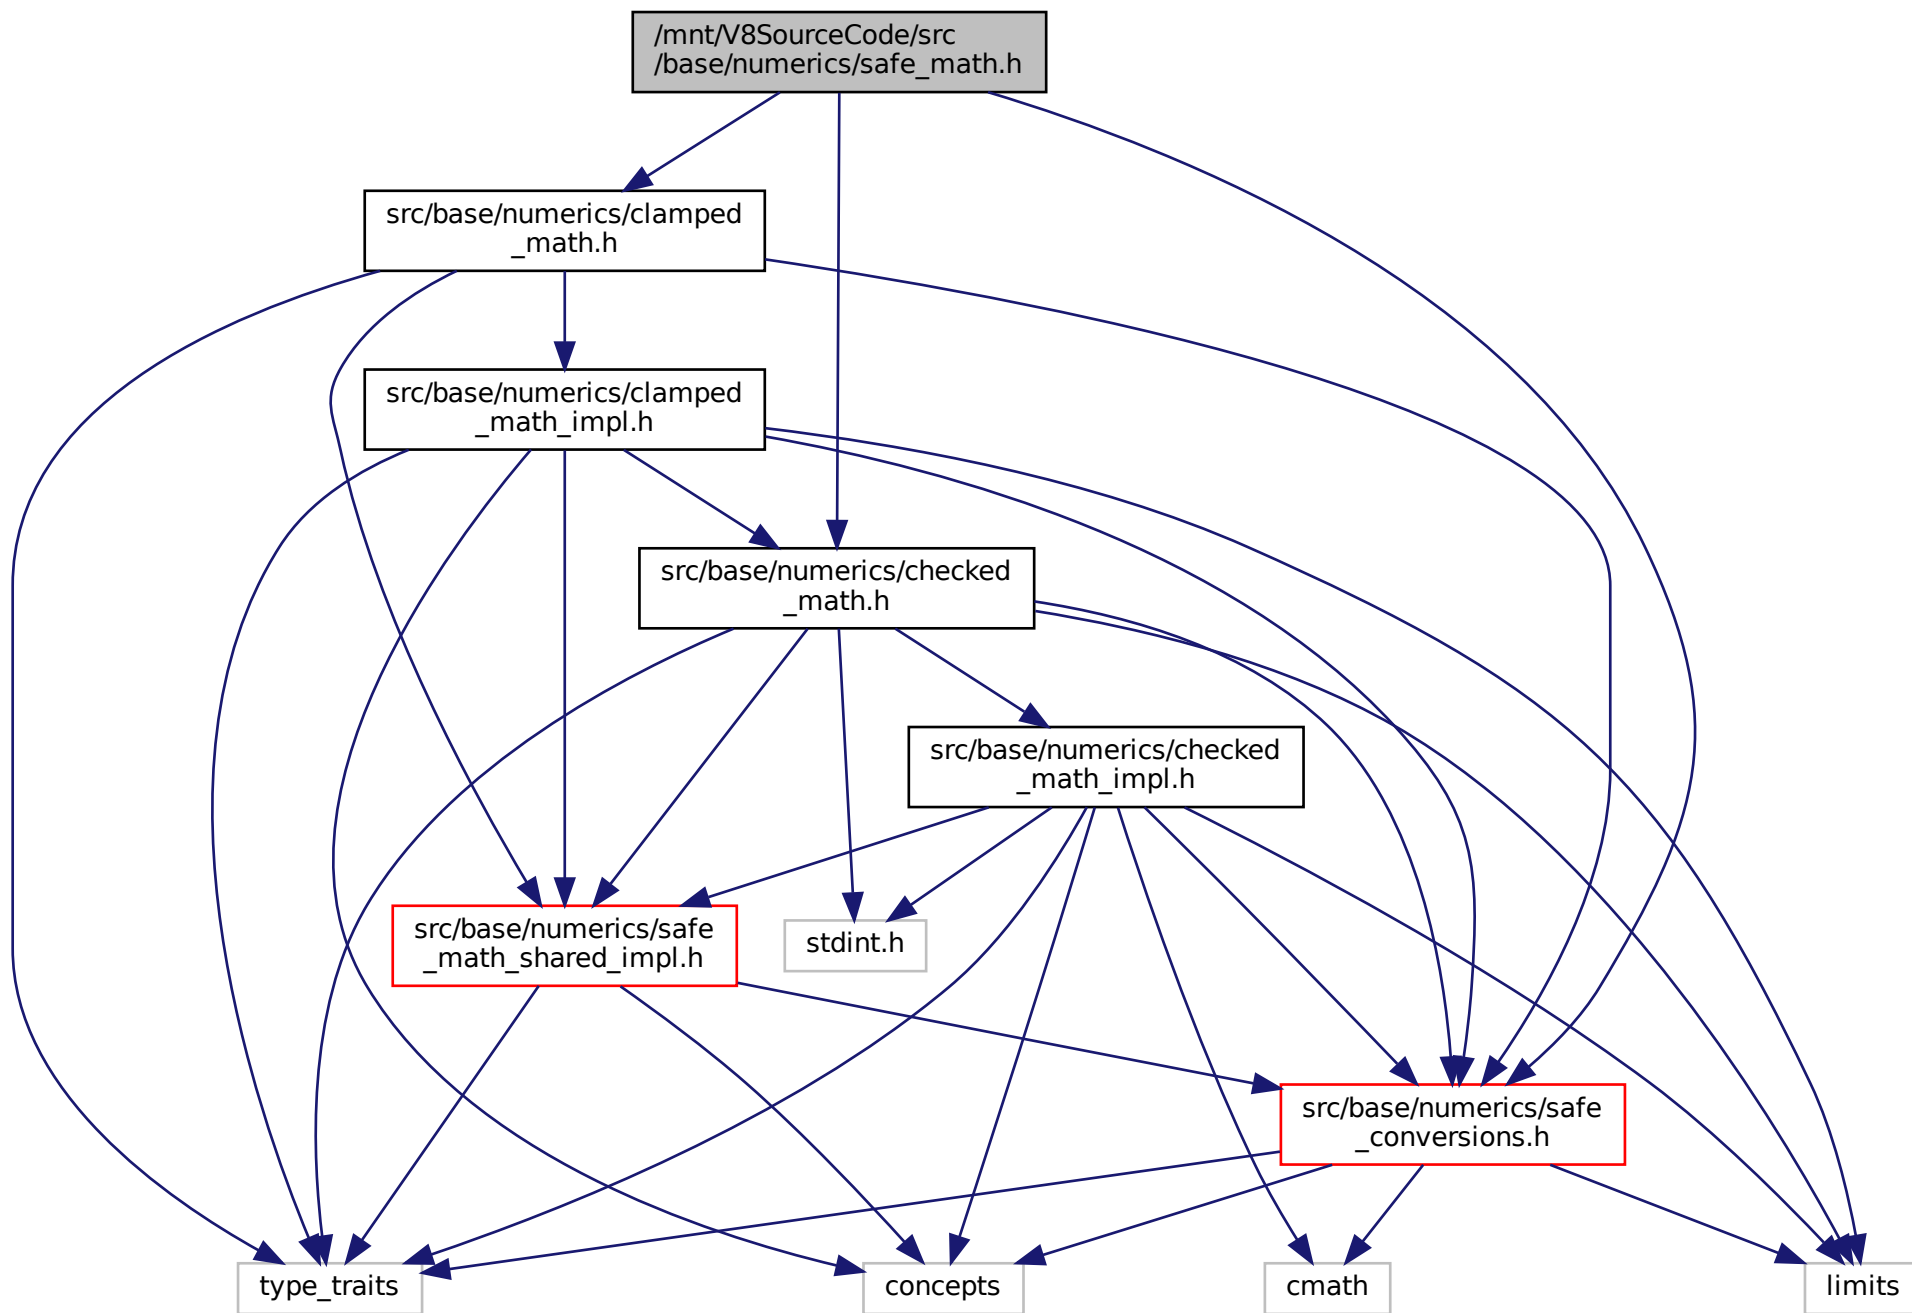 /mnt/V8SourceCode/src
/base/numerics/safe_math.h
src/base/numerics/clamped
_math.h
src/base/numerics/clamped
_math_impl.h
src/base/numerics/checked
_math.h
src/base/numerics/checked
_math_impl.h
src/base/numerics/safe
_math_shared_impl.h
stdint.h
src/base/numerics/safe
_conversions.h
type_traits
concepts
cmath
limits